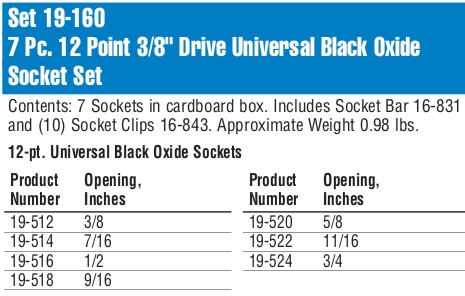 Set 19-160
7 Pc. 12 Point 3/8" Drive Universal Black Oxide
Socket Set
Contents: 7 Sockets in cardboard box. Includes Socket Bar 16-831
and (10) Socket Clips 16-843. Approximate Weight 0.98 lbs.
12-pt. Universal Black Oxide Sockets
Product Opening,
Number Inches
19-512 3/8
19-514 7/16
19-516 1/2
19-518 9/16
Product Opening,
Number Inches
19-520 5/8
19-522 11/16
19-524 3/4